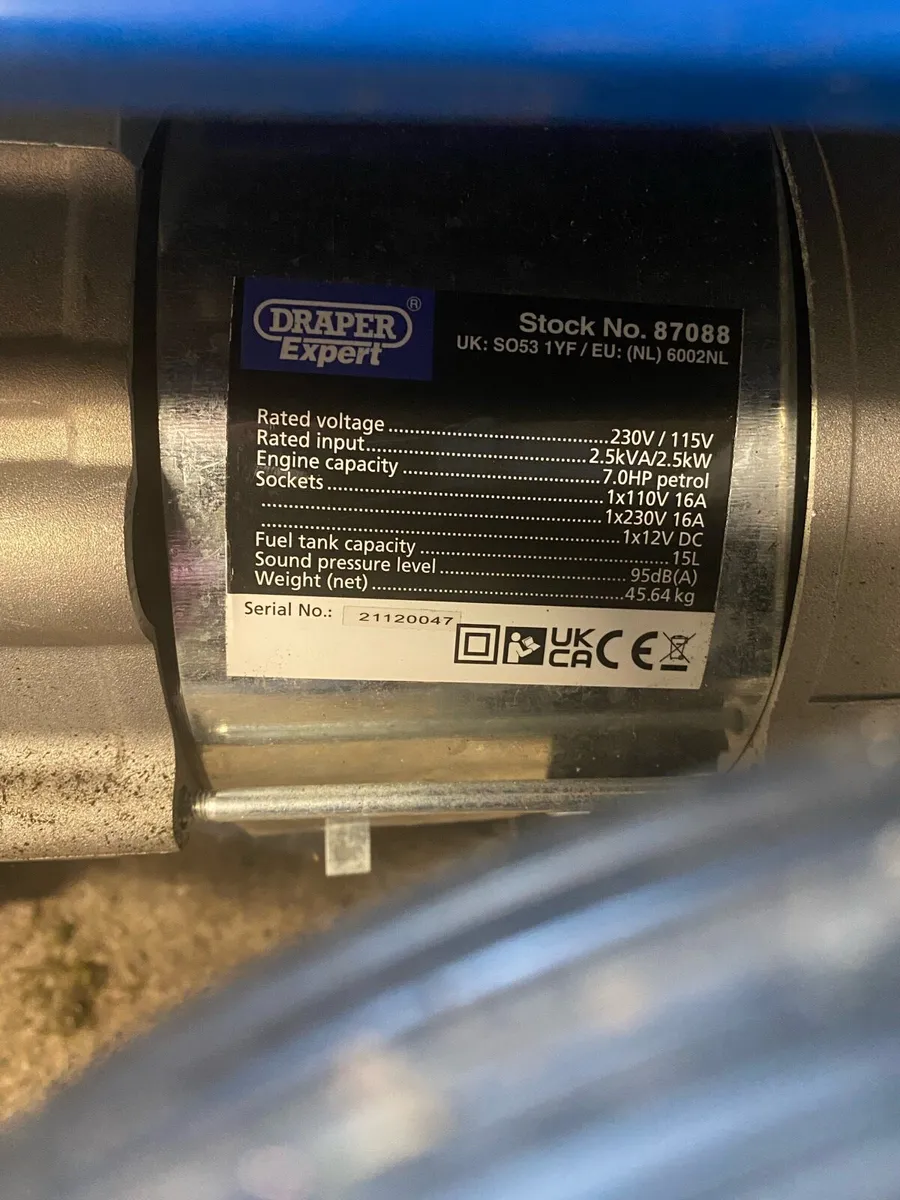 DRAPER®
Expert
Stock No. 87088
UK: SO53 1YF / EU: (NL) 6002NL
Rated voltage ........ 230V / 115V
Rated input ........ 2.5kVA/2.5kW
Engine capacity ........ 7.0HP petrol
Sockets ........ 1x110V 16A
........ 1x230V 16A
........ 1x12V DC
Fuel tank capacity ........ 15L
Sound pressure level ........ 95dB(A)
Weight (net) ........ 45.64kg
Serial No.: 21120047
UK
CA CE